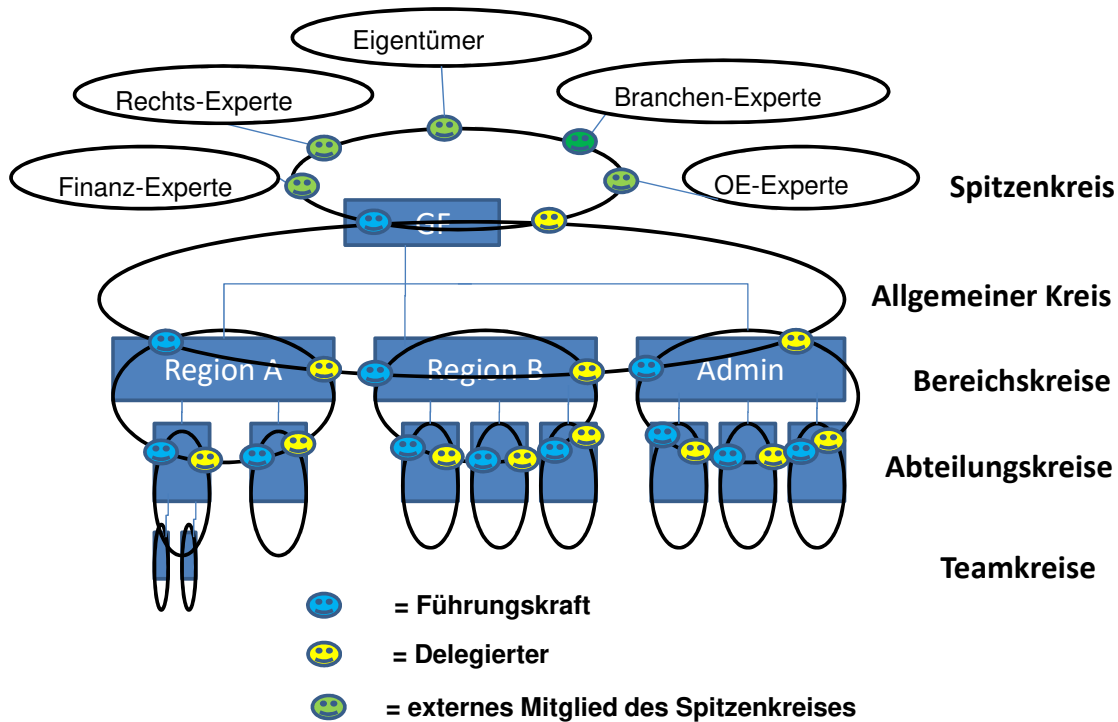 Eigentümer
Rechts-Experte
Branchen-Experte
Finanz-Experte
OE-Experte
Spitzenkreis
GF
Allgemeiner Kreis
Region A
Region B
Admin
Bereichskreise
Abteilungskreise
Teamkreise
= Führungskraft
= Delegierter
= externes Mitglied des Spitzenkreises